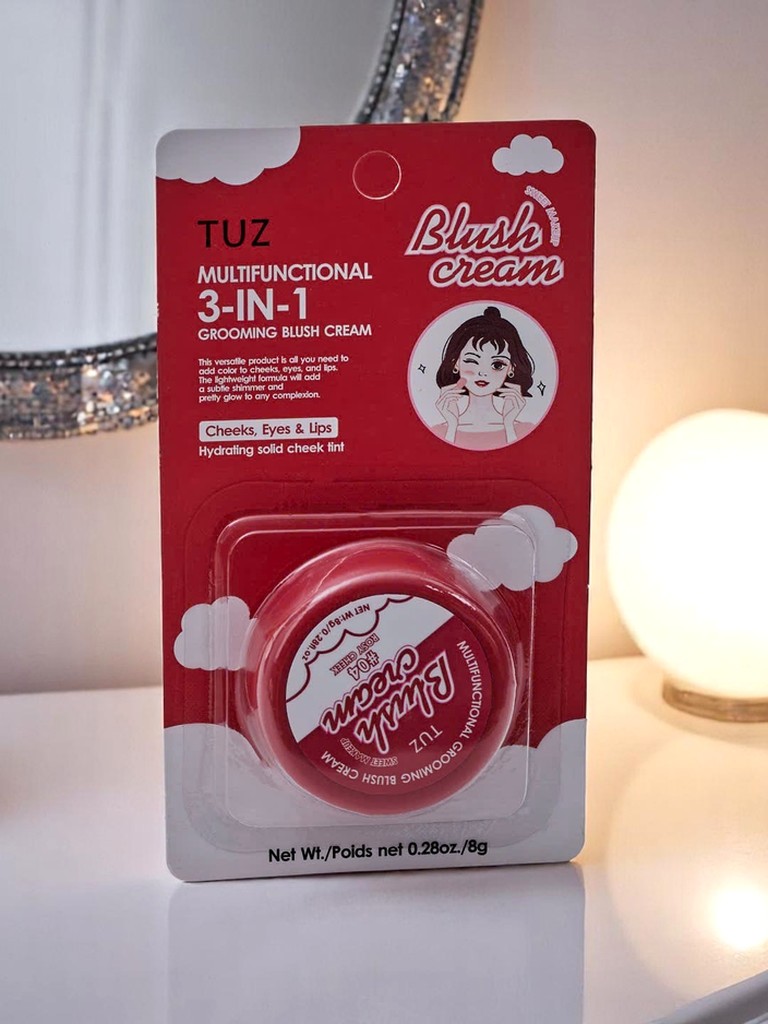 TUZ
MULTIFUNCTIONAL
3-IN-1
GROOMING BLUSH CREAM
This versatile product is all you need to
add color to cheeks, eyes, and lips.
The lightweight formula will add
a subtle shimmer and
pretty glow to any complexion.
Cheeks, Eyes & Lips
Hydrating solid cheek tint
SWEET MAKEUP
Blush
cream
MULTIFUNCTIONAL GROOMING BLUSH CREAM
TUZ
SWEET MAKEUP
Blush
cream
#04
ROSY CHEEK
NET WT:8g/0.28fl.oz
Net Wt./Poids net 0.28oz./8g